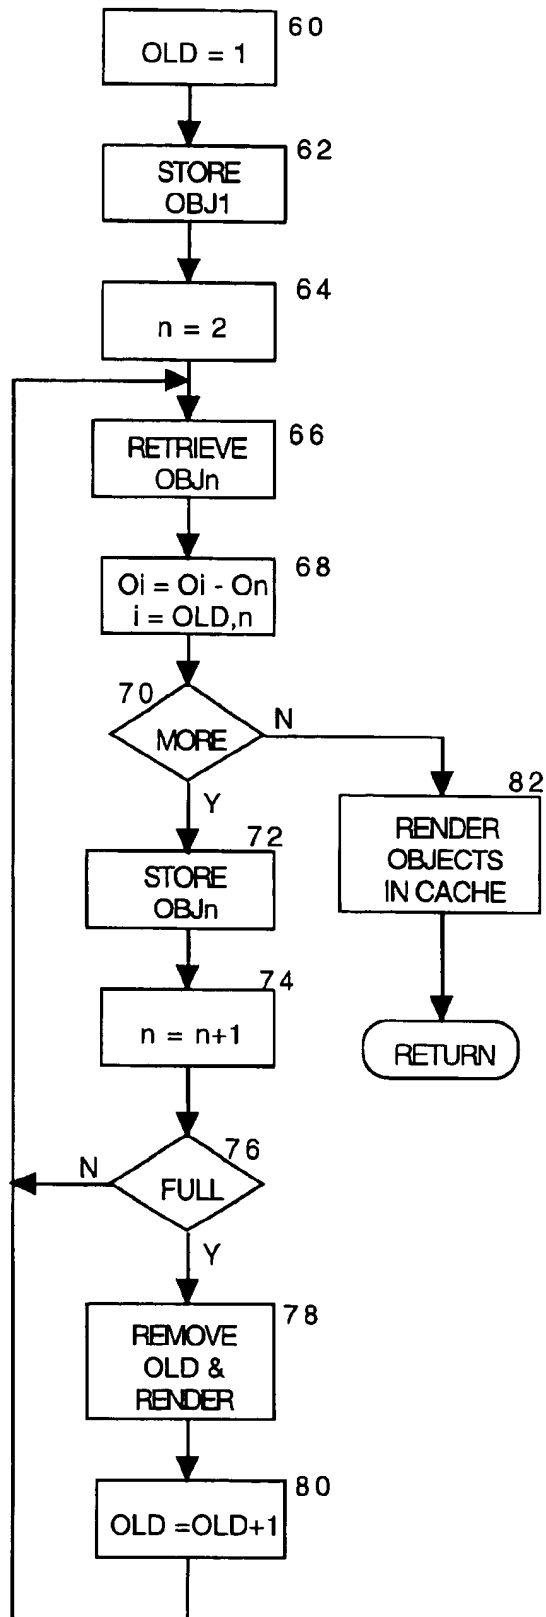 60
OLD = 1
62
STORE
OBJ1
64
n = 2
66
RETRIEVE
OBJn
68
Oi = Oi - On
i = OLD,n
70
MORE
N
Y
82
RENDER
OBJECTS
IN CACHE
72
STORE
OBJn
74
n = n+1
RETURN
76
N
FULL
Y
78
REMOVE
OLD &
RENDER
80
OLD =OLD+1